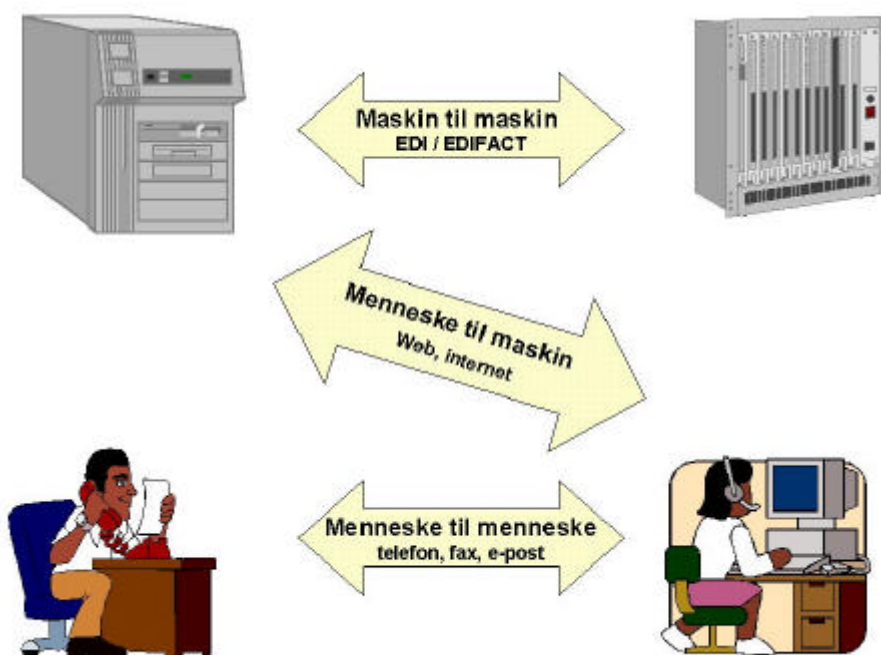 Maskin til maskin
EDI / EDIFACT
Menneske til maskin
Web, internet
Menneske til menneske
telefon, fax, e-post